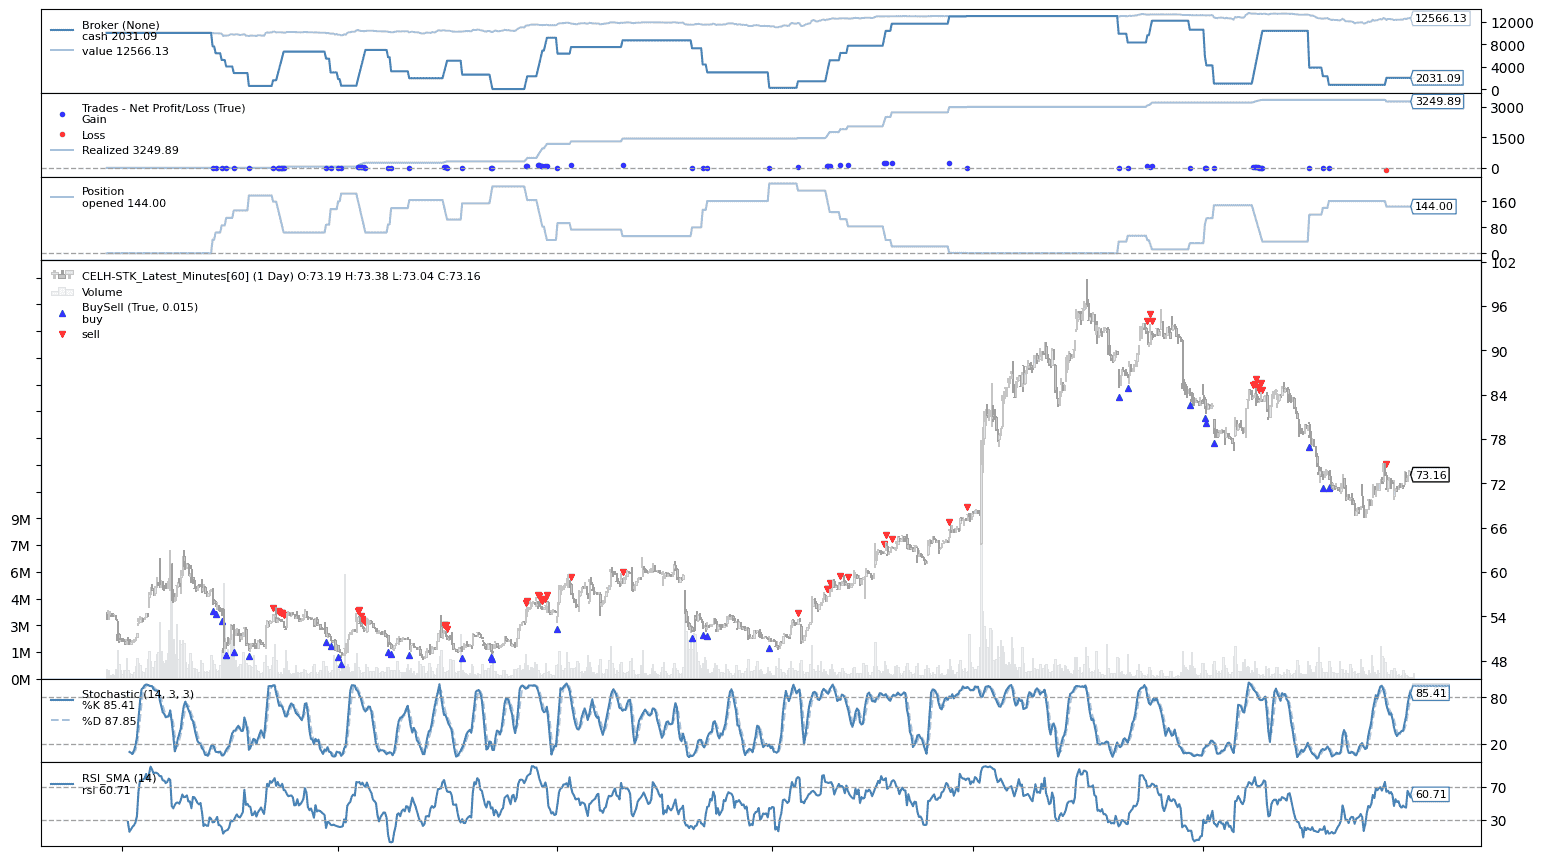 Broker (None)
cash 2031.09
value 12566.13
12566.13
12000
8000
4000
2031.09
0
Trades - Net Profit/Loss (True)
Gain
Loss
Realized 3249.89
3249.89
3000
1500
0
Position
opened 144.00
160
144.00
80
0
CELH-STK_Latest_Minutes[60] (1 Day) O:73.19 H:73.38 L:73.04 C:73.16
Volume
BuySell (True, 0.015)
buy
sell
102
96
90
84
78
73.16
72
66
60
54
48
9M
7M
6M
4M
3M
1M
0M
Stochastic (14, 3, 3)
%K 85.41
%D 87.85
85.41
80
20
RSI_SMA (14)
rsi 60.71
70
60.71
30